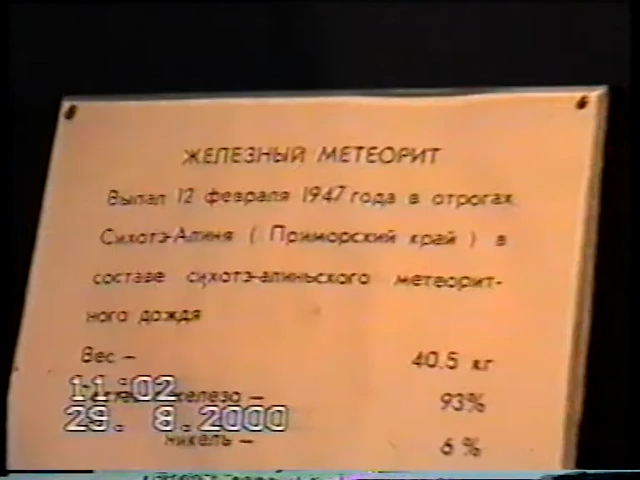 ЖЕЛЕЗНЫЙ МЕТЕОРИТ
Выпал 12 февраля 1947 года в отрогах
Сихотэ-Алиня ( Приморский край ) в
составе сихотэ-алиньского метеорит-
ного дождя
Вес — 40.5 кг
железо — 93%
никель — 6%
11:02
29. 8.2000